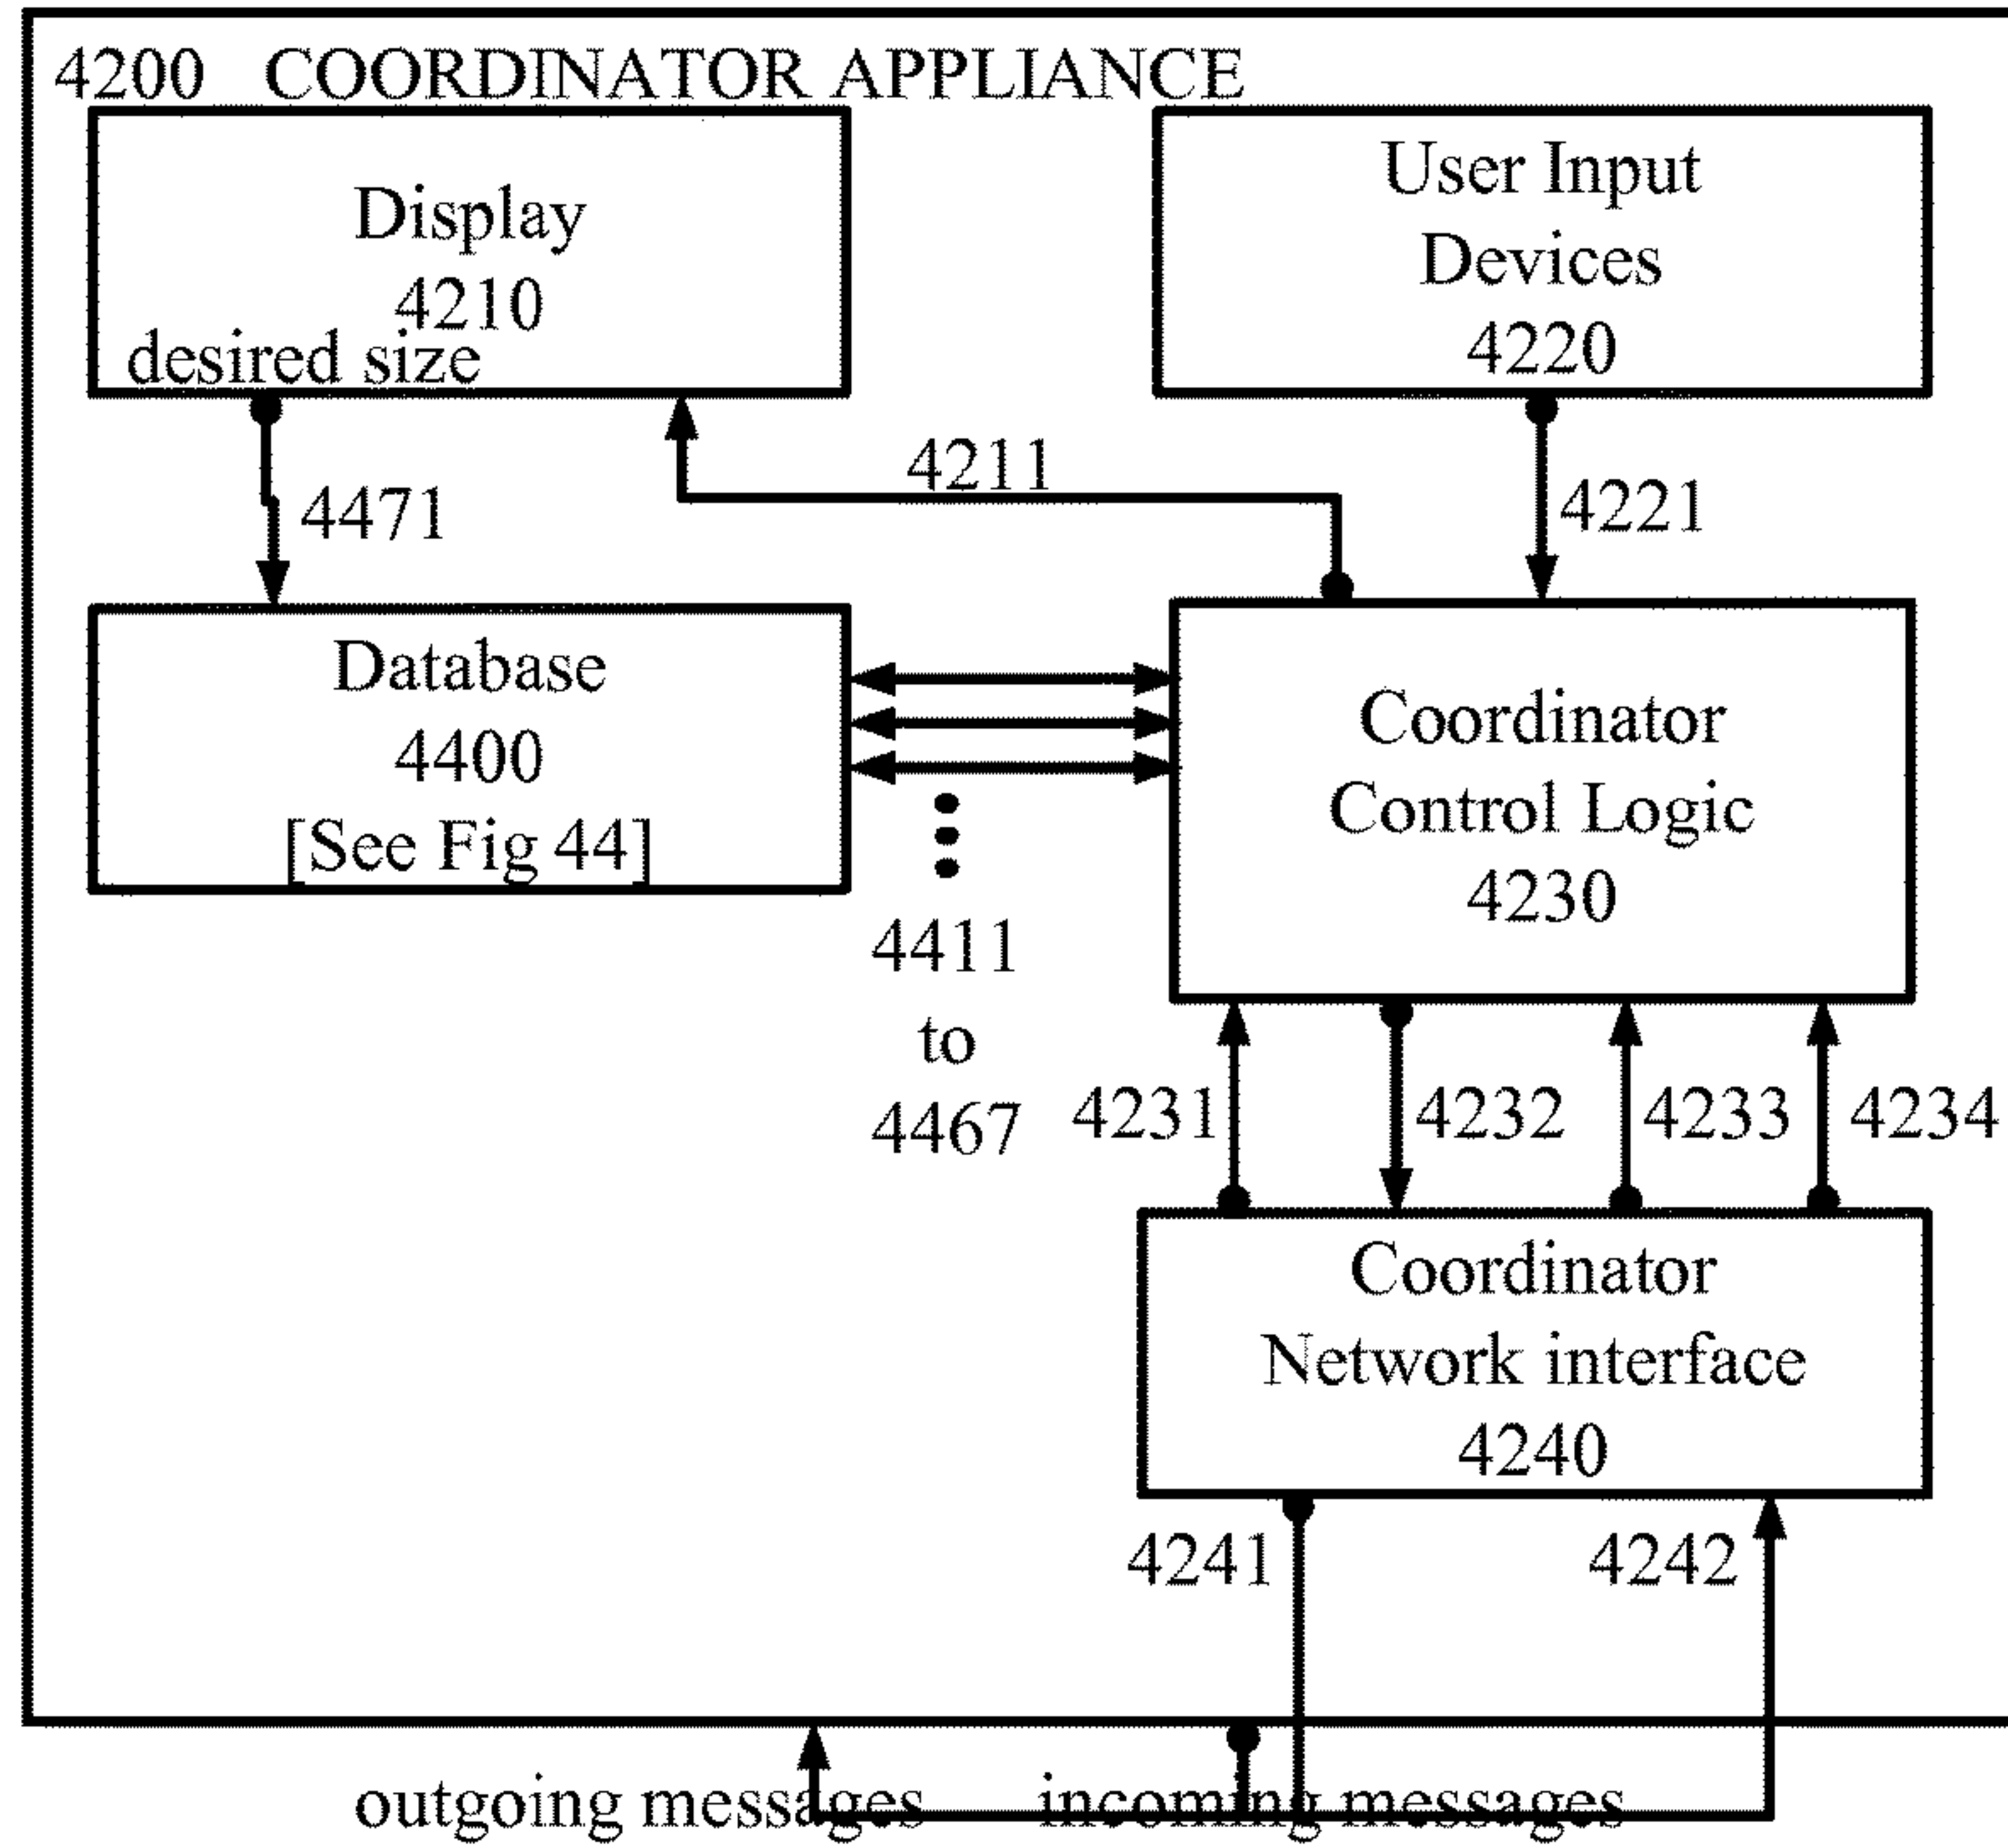 4200 COORDINATOR APPLIANCE
Display
4210
desired size
User Input
Devices
4220
4471
4211
4221
Database
4400
[See Fig 44]
Coordinator
Control Logic
4230
4411
to
4467
4231
4232
4233
4234
Coordinator
Network interface
4240
4241
4242
outgoing messages
incoming messages